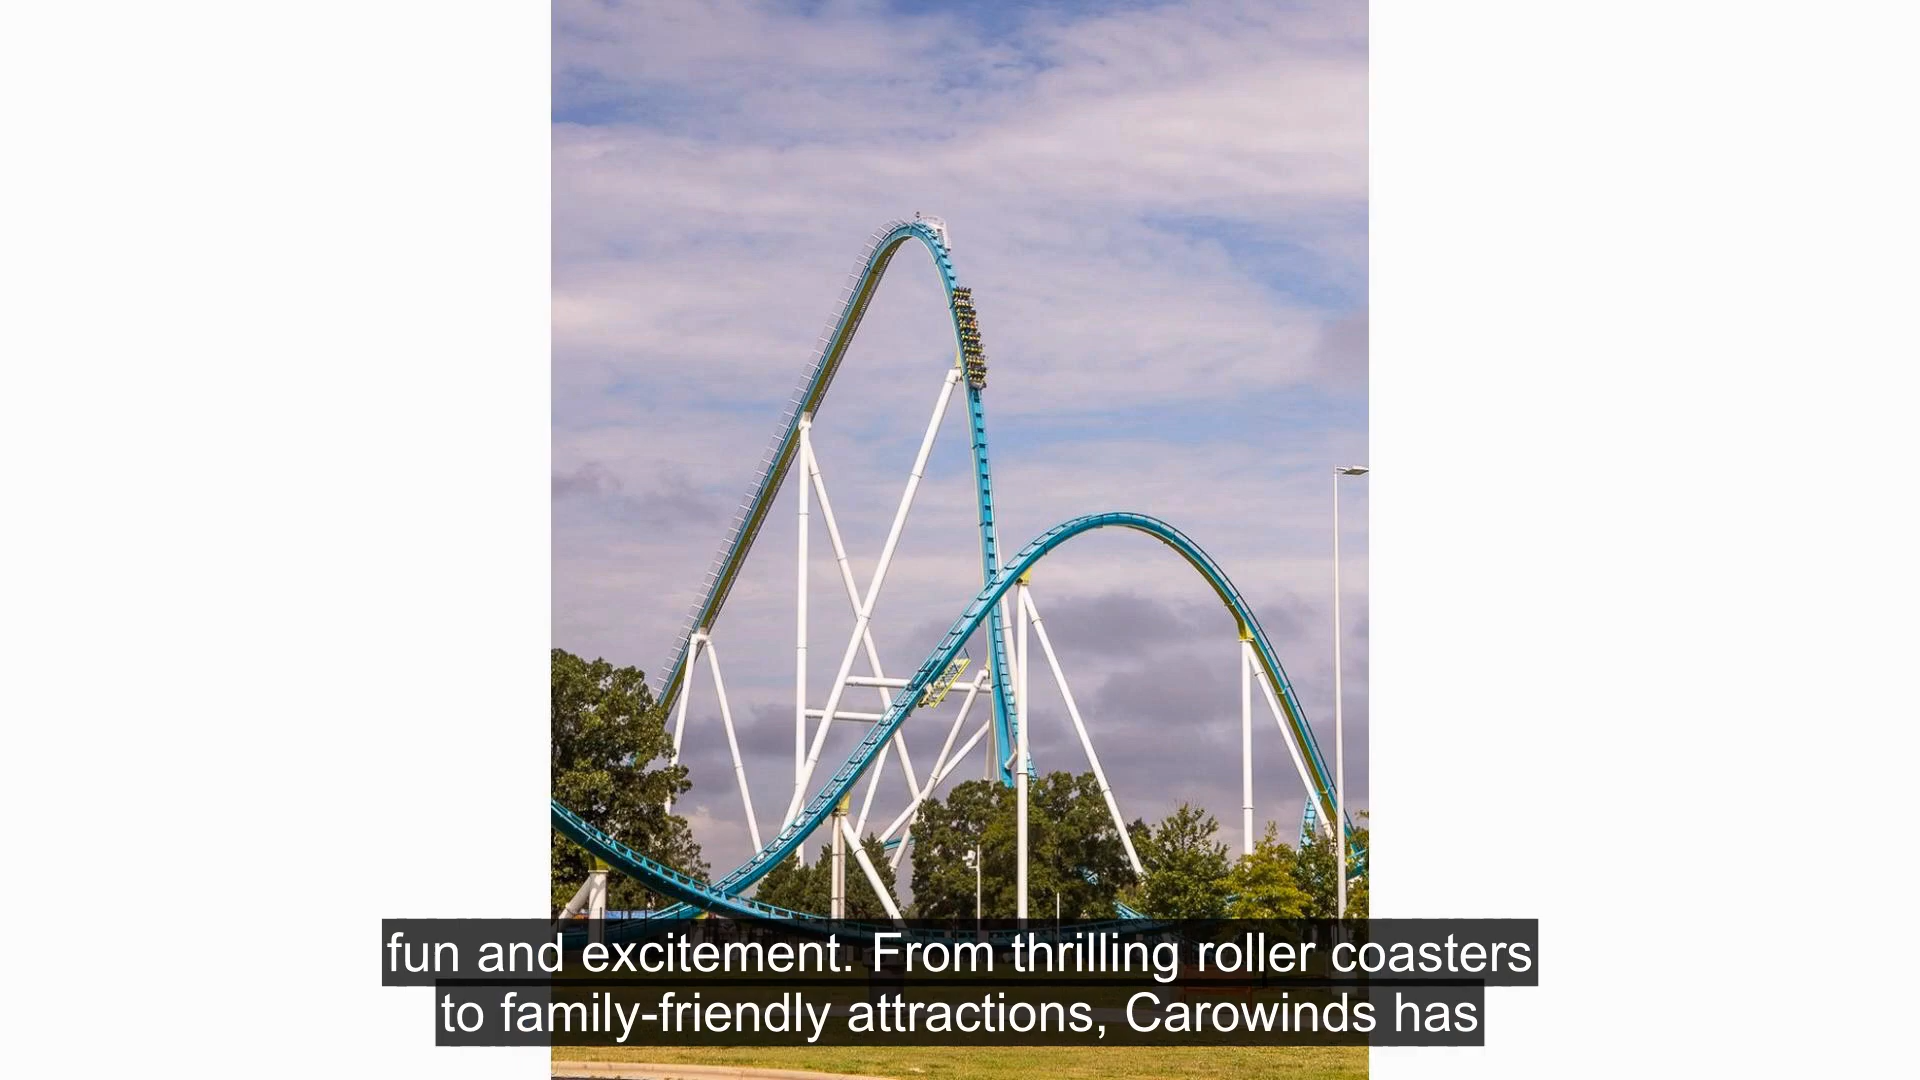 fun and excitement. From thrilling roller coasters
to family-friendly attractions, Carowinds has